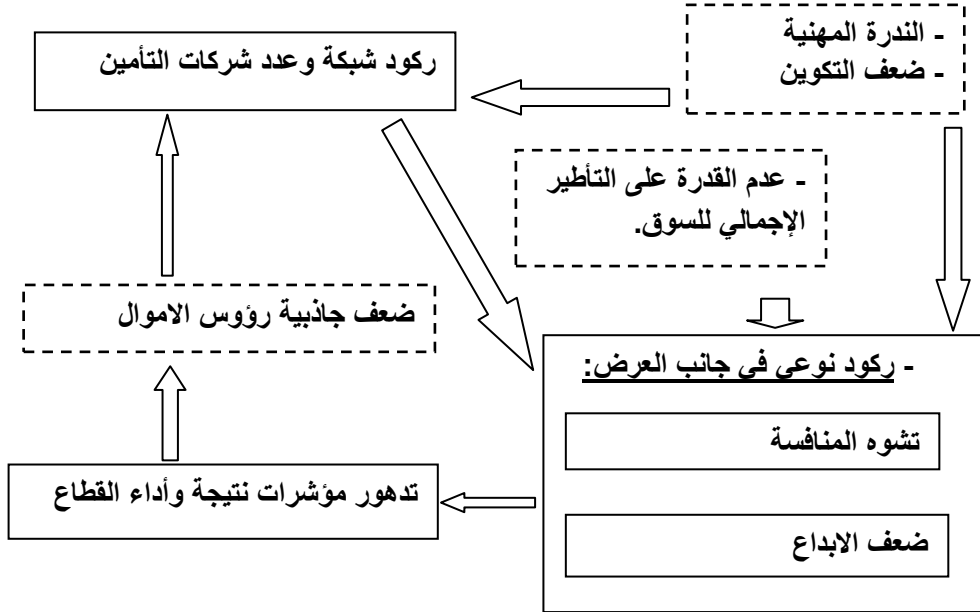 - الندرة المهنية
- ضعف التكوين
ركود شبكة وعدد شركات التأمين
- عدم القدرة على التأطير
الإجمالي للسوق.
ضعف جاذبية رؤوس الاموال
- ركود نوعي في جانب العرض:
تشوه المنافسة
تدهور مؤشرات نتيجة وأداء القطاع
ضعف الابداع